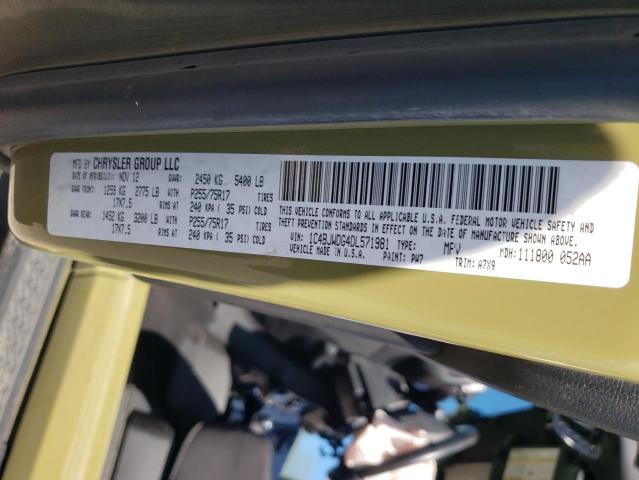 MFD BY CHRYSLER GROUP LLC
DATE OF MFR/BUILT: NOV 12 GVWR: 2450 KG 5400 LB
GAWR FRONT: 1259 KG 2775 LB WITH P255/75R17 TIRES
17X7.5 RIMS AT 240 KPA ( 35 PSI) COLD
GAWR REAR: 1452 KG 3200 LB WITH P255/75R17 TIRES
17X7.5 RIMS AT 240 KPA ( 35 PSI) COLD
THIS VEHICLE CONFORMS TO ALL APPLICABLE U.S.A. FEDERAL MOTOR VEHICLE SAFETY AND
THEFT PREVENTION STANDARDS IN EFFECT ON THE DATE OF MANUFACTURE SHOWN ABOVE.
VIN: 1C4BJWDG4DL571981 TYPE: MPV MDH: 111800 052AA
VEHICLE MADE IN U.S.A. PAINT: PW7 TRIM: A7X9